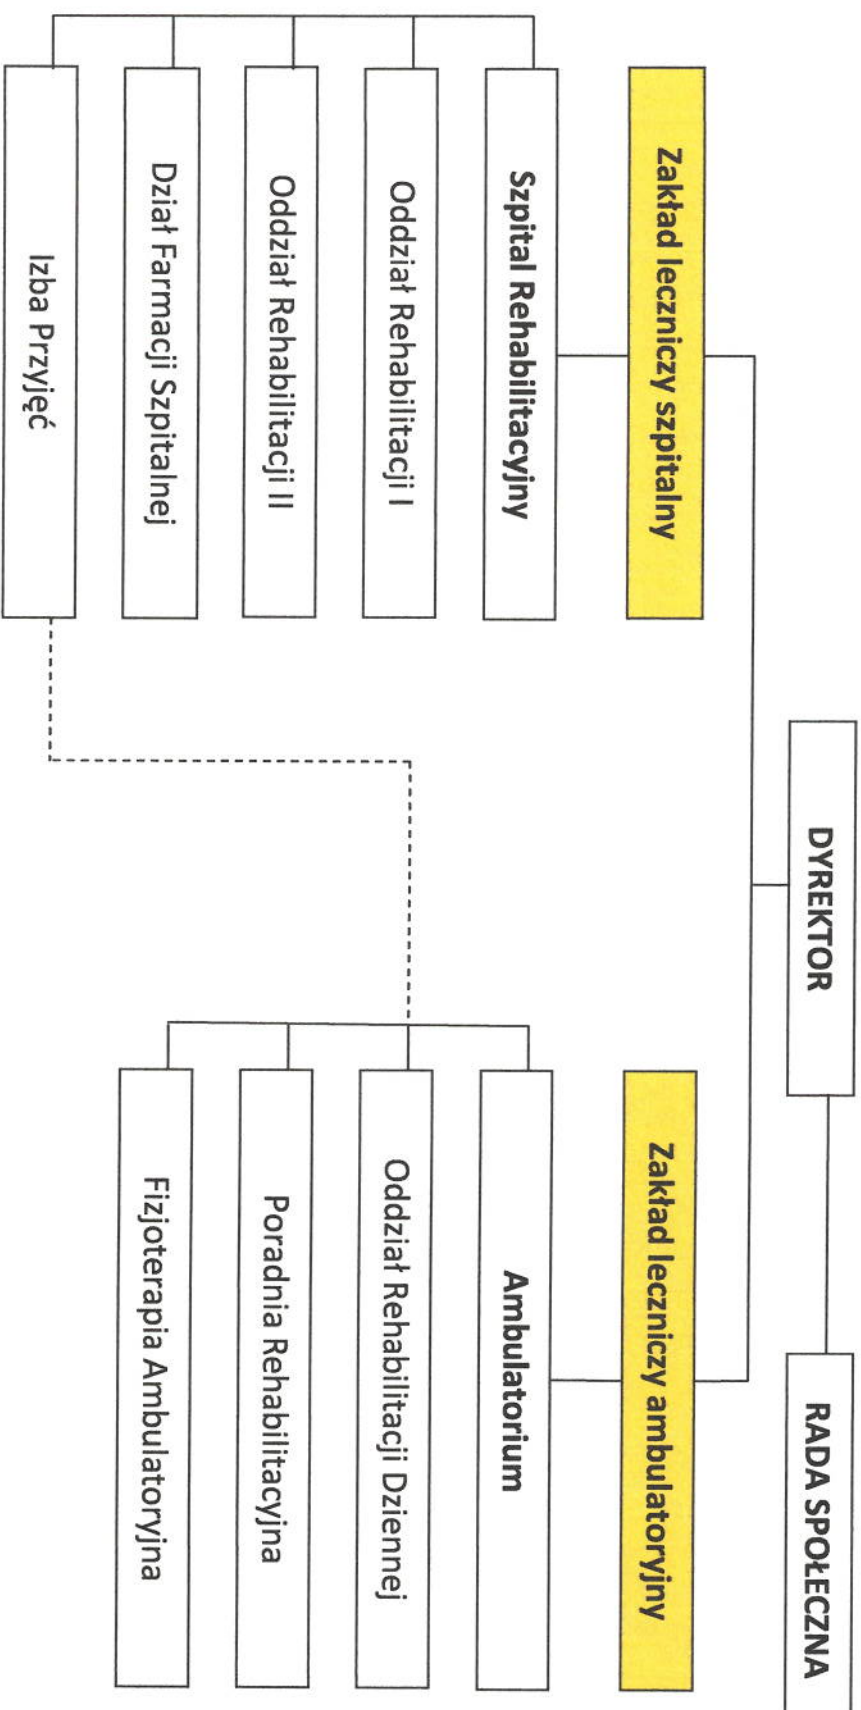 DYREKTOR
RADA SPOŁECZNA
Zakład leczniczy szpitalny
Szpital Rehabilitacyjny
Oddział Rehabilitacji I
Oddział Rehabilitacji II
Dział Farmacji Szpitalnej
Izba Przyjęć
Zakład leczniczy ambulatoryjny
Ambulatorium
Oddział Rehabilitacji Dziennej
Poradnia Rehabilitacyjna
Fizjoterapia Ambulatoryjna